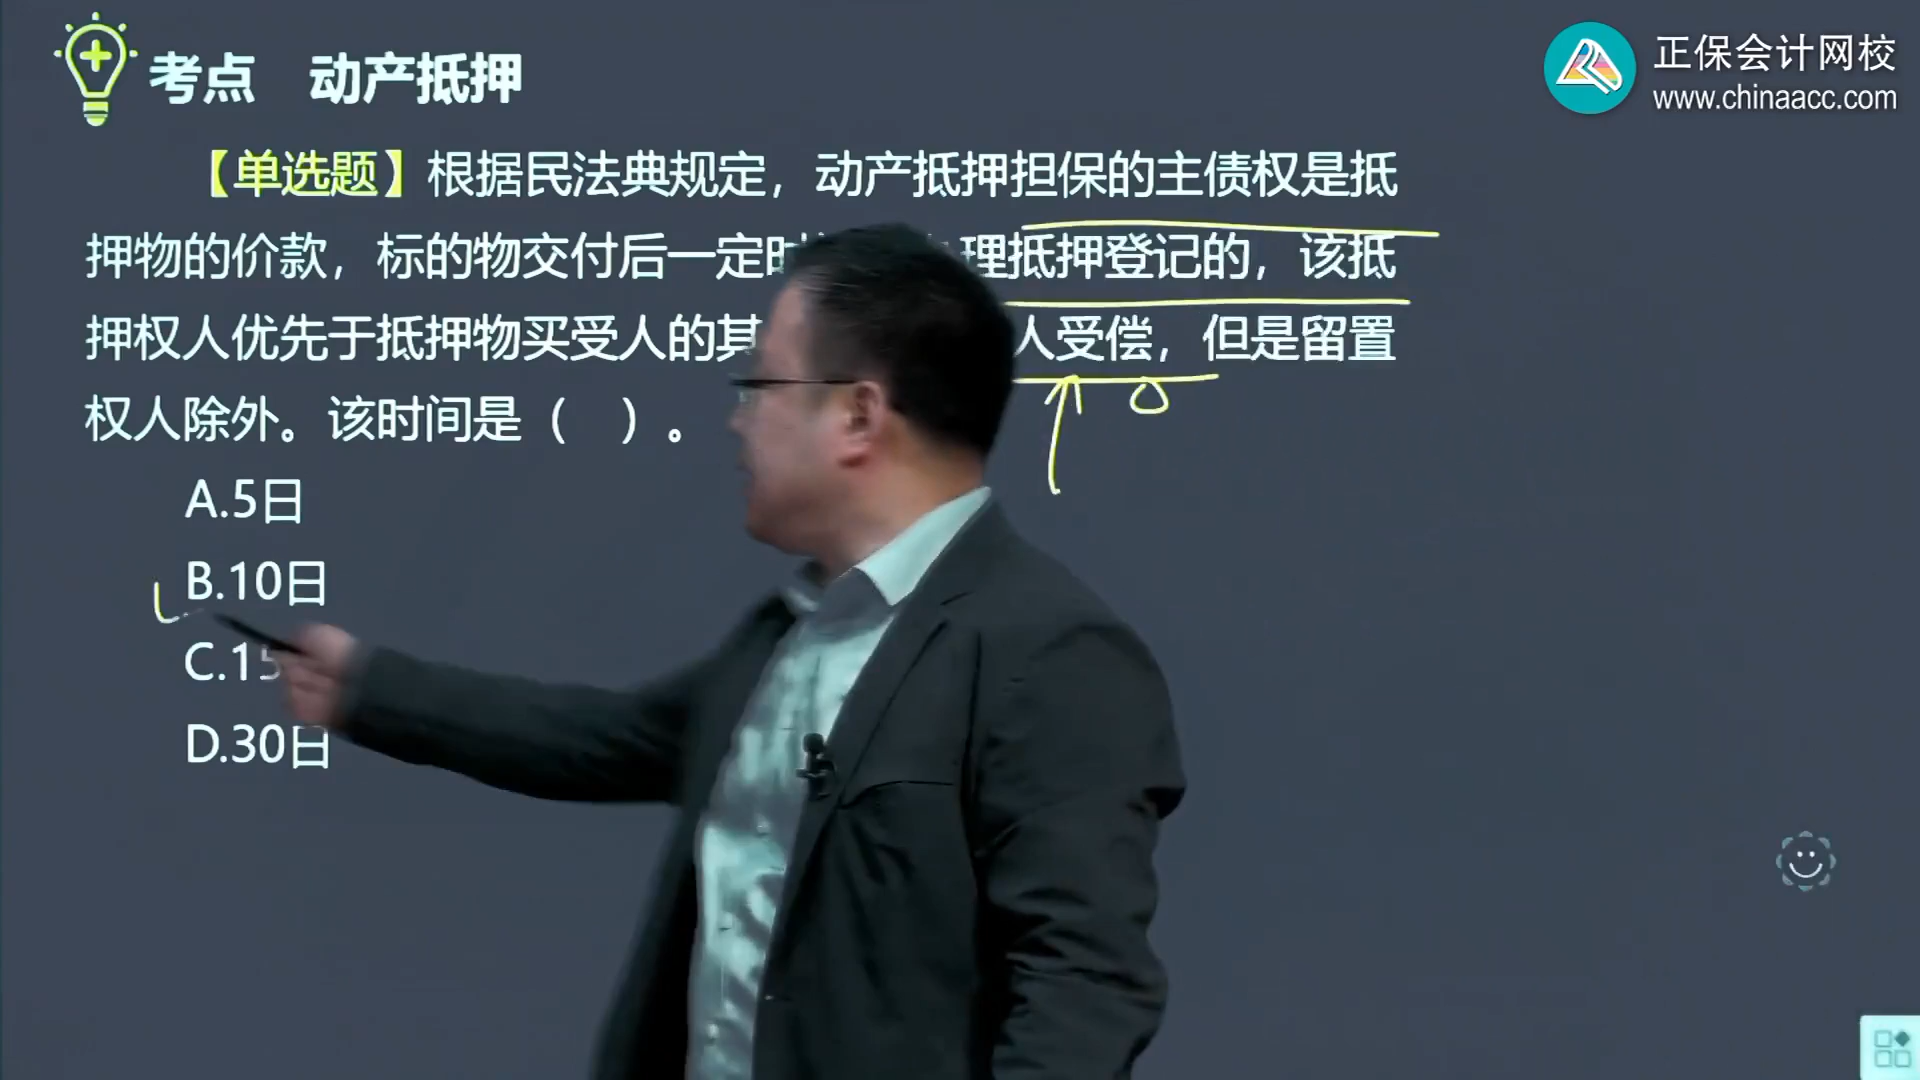 考点 动产抵押
正保会计网校
www.chinaacc.com
【单选题】根据民法典规定，动产抵押担保的主债权是抵
押物的价款，标的物交付后一定 理抵押登记的，该抵
押权人优先于抵押物买受人的其 人受偿，但是留置
权人除外。该时间是（ ）。
A.5日
B.10日
C.15
D.30日